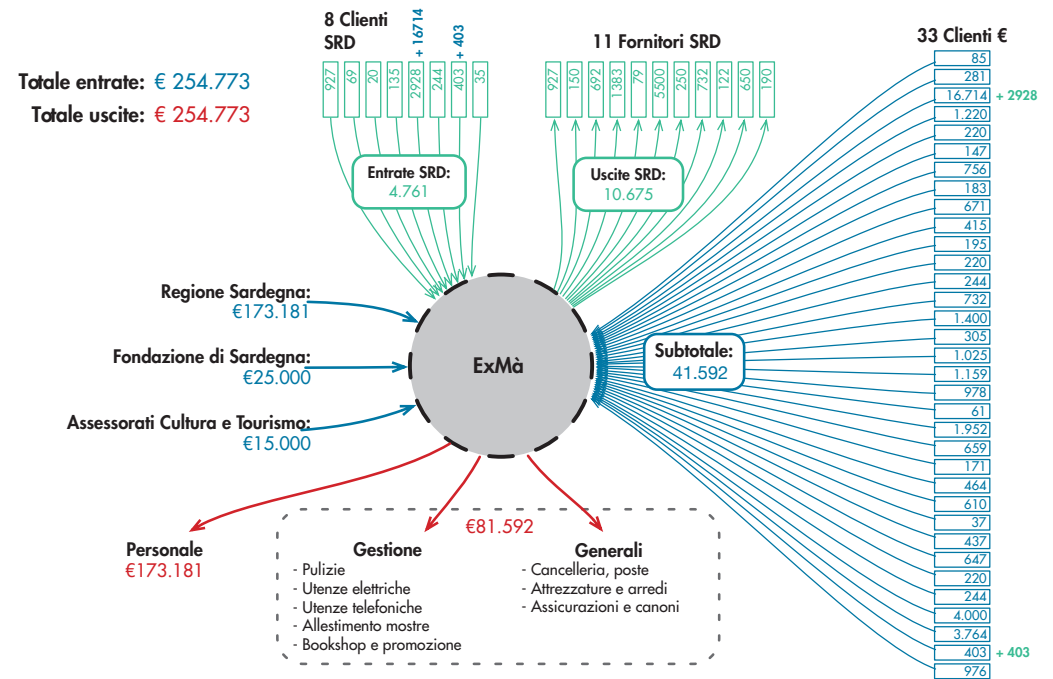 8 Clienti
SRD
+ 16714
+ 403
927
69
20
135
2928
244
403
35
11 Fornitori SRD
927
150
692
1383
79
5500
250
732
122
650
190
33 Clienti €
Totale entrate: € 254.773
Totale uscite: € 254.773
Entrate SRD:
4.761
Uscite SRD:
10.675
Regione Sardegna:
€173.181
Fondazione di Sardegna:
€25.000
Assessorati Cultura e Tourismo:
€15.000
ExMà
Subtotale:
41.592
85
281
16.714 + 2928
1.220
220
147
756
183
671
415
195
220
244
732
1.400
305
1.025
1.159
978
61
1.952
659
171
464
610
37
437
647
220
244
4.000
3.764
403 + 403
976
Personale
€173.181
€81.592
Gestione
- Pulizie
- Utenze elettriche
- Utenze telefoniche
- Allestimento mostre
- Bookshop e promozione
Generali
- Cancelleria, poste
- Attrezzature e arredi
- Assicurazioni e canoni